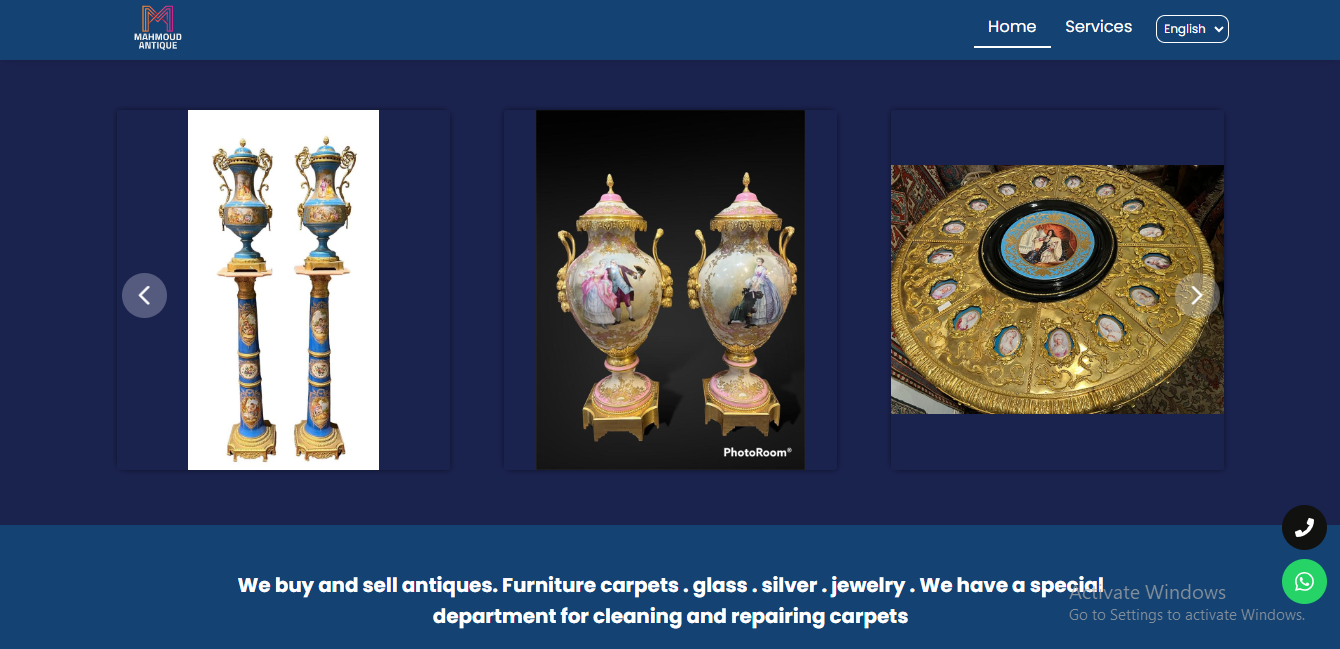 MAHMOUD
ANTIQUE
Home
Services
English
PhotoRoom®
We buy and sell antiques. Furniture carpets . glass . silver . jewelry . We have a special
department for cleaning and repairing carpets
Activate Windows
Go to Settings to activate Windows.